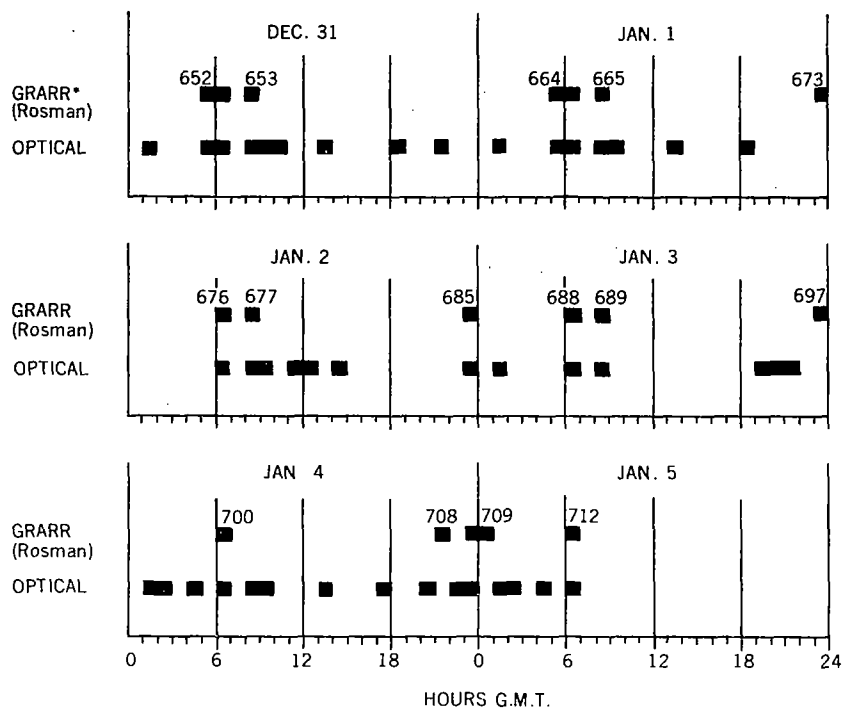 DEC. 31 JAN. 1
652 653 664 665 673
GRARR*
(Rosman)
OPTICAL
JAN. 2 JAN. 3
676 677 685 688 689 697
GRARR
(Rosman)
OPTICAL
JAN 4 JAN. 5
700 708 709 712
GRARR
(Rosman)
OPTICAL
0 6 12 18 0 6 12 18 24
HOURS G.M.T.